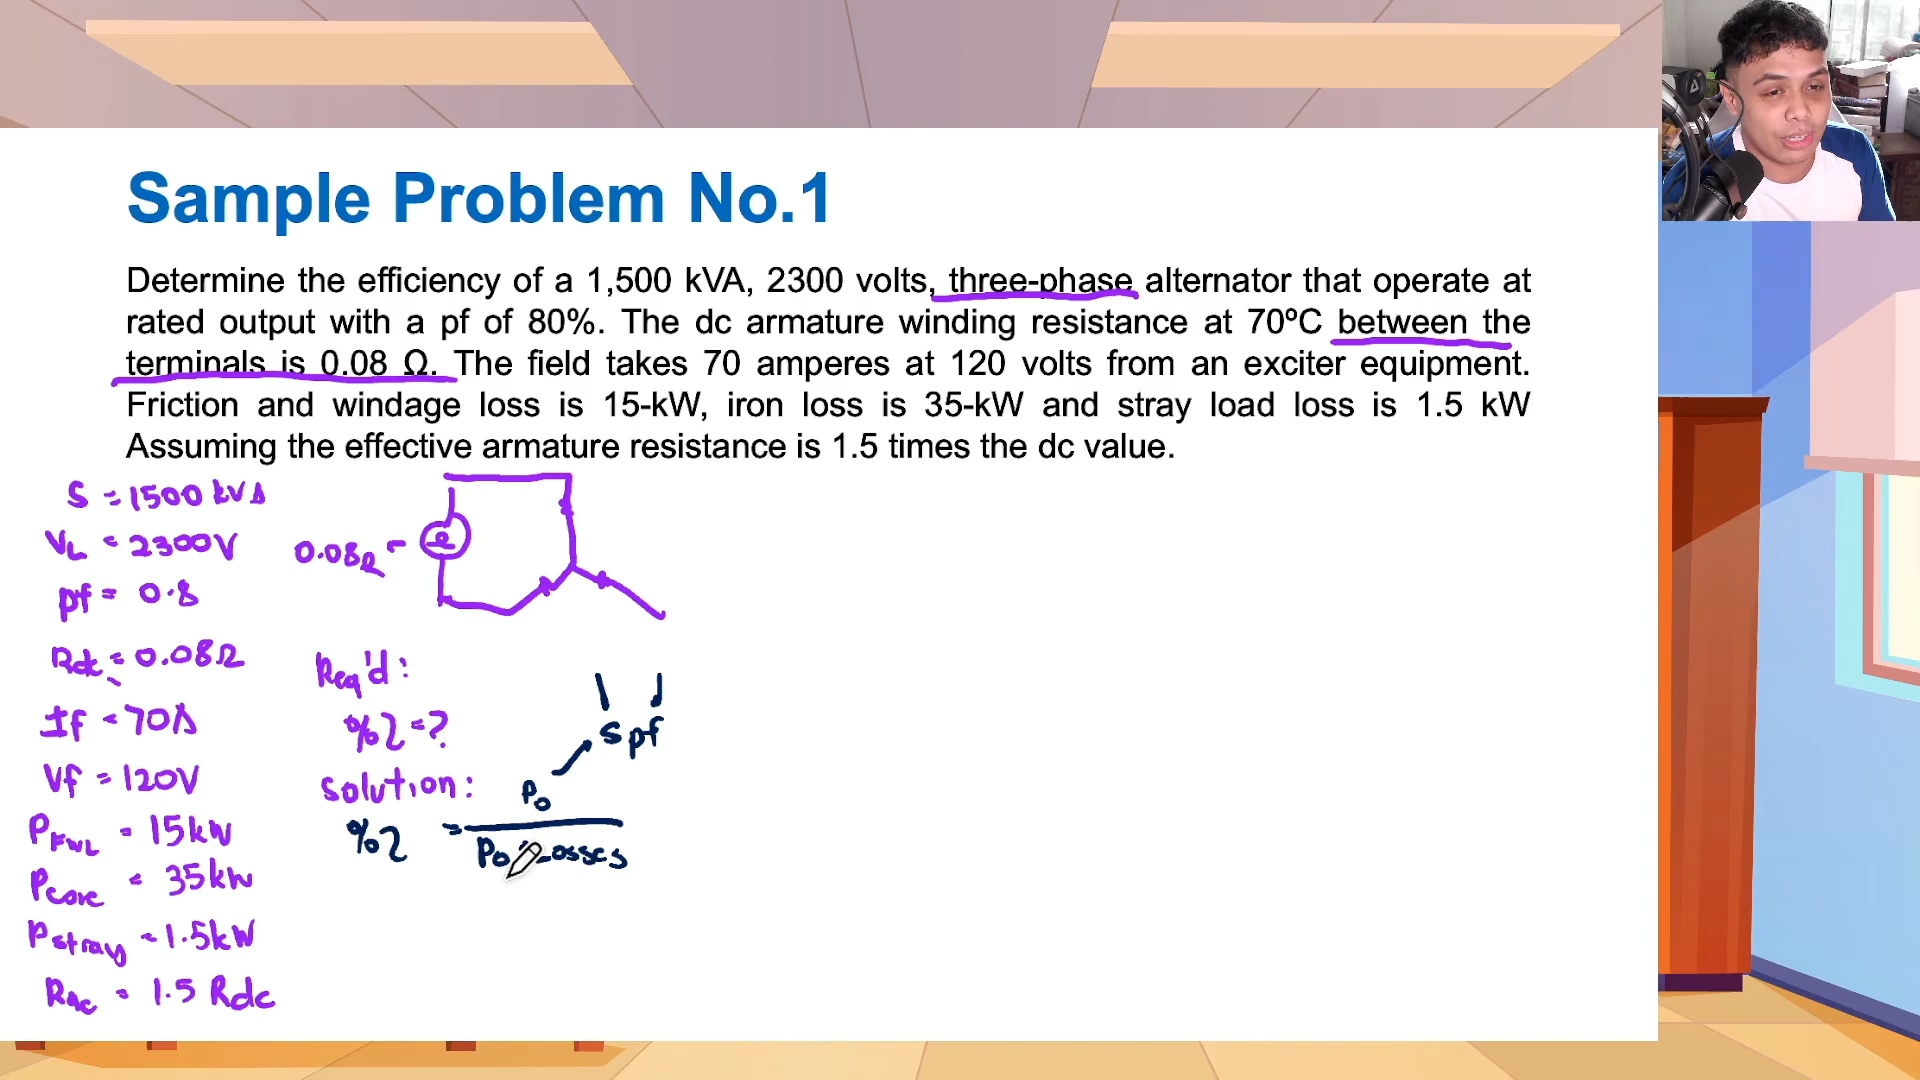 Sample Problem No.1
Determine the efficiency of a 1,500 kVA, 2300 volts, three-phase alternator that operate at
rated output with a pf of 80%. The dc armature winding resistance at 70ºC between the
terminals is 0.08 Ω. The field takes 70 amperes at 120 volts from an exciter equipment.
Friction and windage loss is 15-kW, iron loss is 35-kW and stray load loss is 1.5 kW
Assuming the effective armature resistance is 1.5 times the dc value.
S = 1500 kVA
VL = 2300V
0.08Ω
pf = 0.8
Rdc = 0.08Ω
If = 70A
Vf = 120V
PFWL = 15kW
Pcore = 35kW
Pstray = 1.5kW
RAC = 1.5 Rdc
Req'd:
%η = ?
Solution:
S pf
Po
%η =
Po